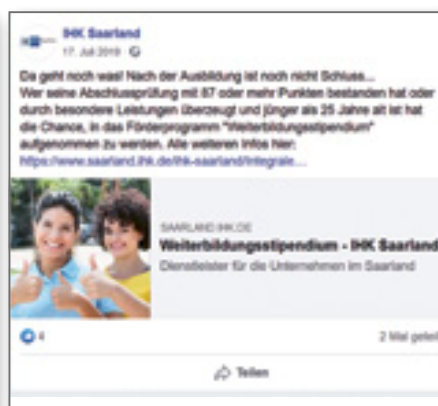 IHK Saarland
17. Juli 2019
Da geht noch was! Nach der Ausbildung ist noch nicht Schluss...
Wer seine Abschlussprüfung mit 87 oder mehr Punkten bestanden hat oder
durch besondere Leistungen überzeugt und jünger als 25 Jahre alt ist hat
die Chance, in das Förderprogramm "Weiterbildungsstipendium"
aufgenommen zu werden. Alle weiteren Infos hier:
https://www.saarland.ihk.de/ihk-saarland/Integrale...
SAARLAND.IHK.DE
Weiterbildungsstipendium - IHK Saarland
Dienstleister für die Unternehmen im Saarland
4
2 Mal geteil
Teilen